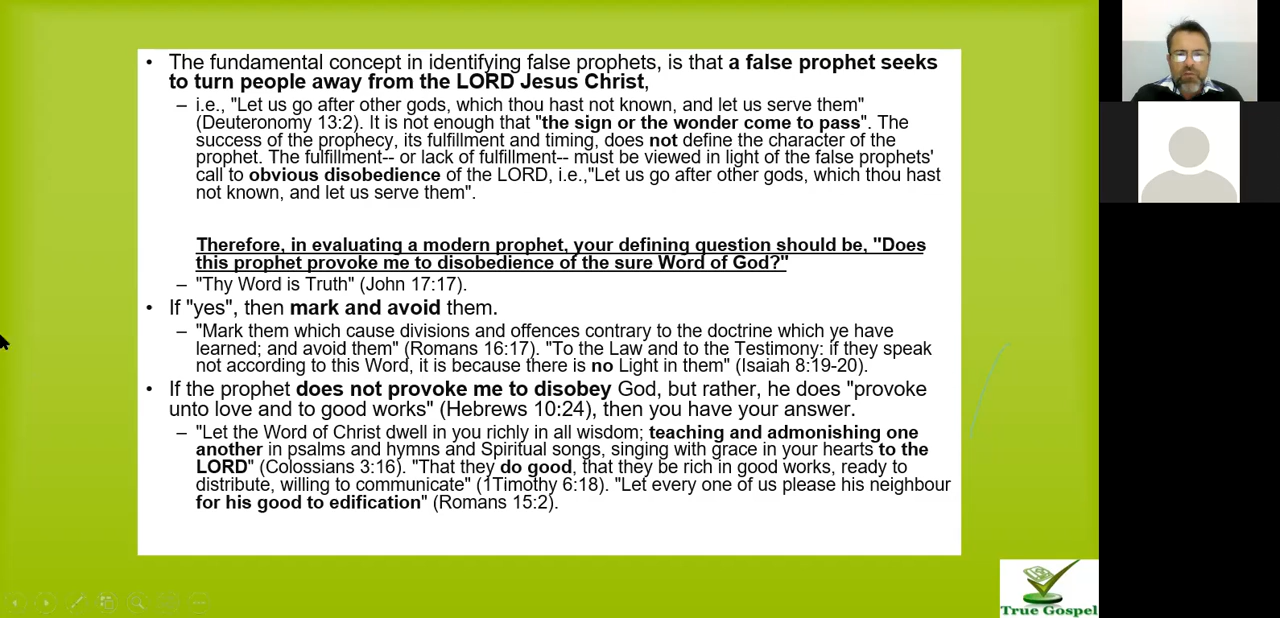 • The fundamental concept in identifying false prophets, is that a false prophet seeks
to turn people away from the LORD Jesus Christ,
– i.e., "Let us go after other gods, which thou hast not known, and let us serve them"
(Deuteronomy 13:2). It is not enough that "the sign or the wonder come to pass". The
success of the prophecy, its fulfillment and timing, does not define the character of the
prophet. The fulfillment-- or lack of fulfillment-- must be viewed in light of the false prophets'
call to obvious disobedience of the LORD, i.e.,"Let us go after other gods, which thou hast
not known, and let us serve them".
Therefore, in evaluating a modern prophet, your defining question should be, "Does
this prophet provoke me to disobedience of the sure Word of God?"
– "Thy Word is Truth" (John 17:17).
• If "yes", then mark and avoid them.
– "Mark them which cause divisions and offences contrary to the doctrine which ye have
learned; and avoid them" (Romans 16:17). "To the Law and to the Testimony: if they speak
not according to this Word, it is because there is no Light in them" (Isaiah 8:19-20).
• If the prophet does not provoke me to disobey God, but rather, he does "provoke
unto love and to good works" (Hebrews 10:24), then you have your answer.
– "Let the Word of Christ dwell in you richly in all wisdom; teaching and admonishing one
another in psalms and hymns and Spiritual songs, singing with grace in your hearts to the
LORD" (Colossians 3:16). "That they do good, that they be rich in good works, ready to
distribute, willing to communicate" (1Timothy 6:18). "Let every one of us please his neighbour
for his good to edification" (Romans 15:2).
True Gospel